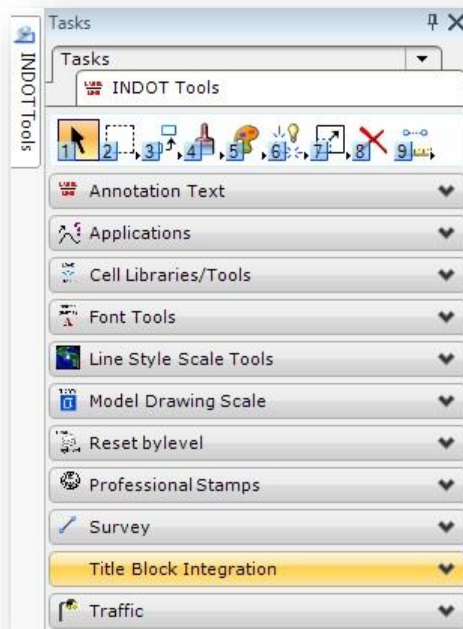 Tasks
INDOT Tools
Tasks
INDOT Tools
1 2 3 4 5 6 7 8 9
Annotation Text
Applications
Cell Libraries/Tools
Font Tools
Line Style Scale Tools
Model Drawing Scale
Reset bylevel
Professional Stamps
Survey
Title Block Integration
Traffic